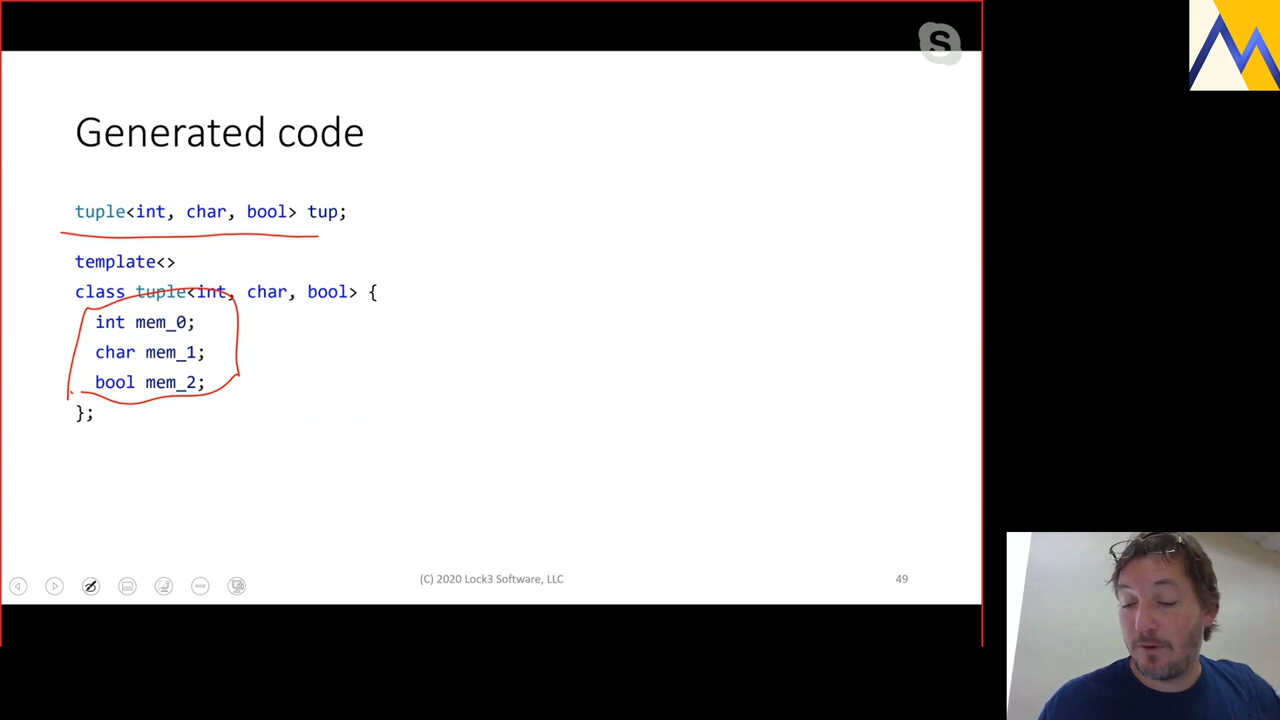 S
Generated code
tuple<int, char, bool> tup;
template<>
class tuple<int, char, bool> {
int mem_0;
char mem_1;
bool mem_2;
};
(C) 2020 Lock3 Software, LLC
49